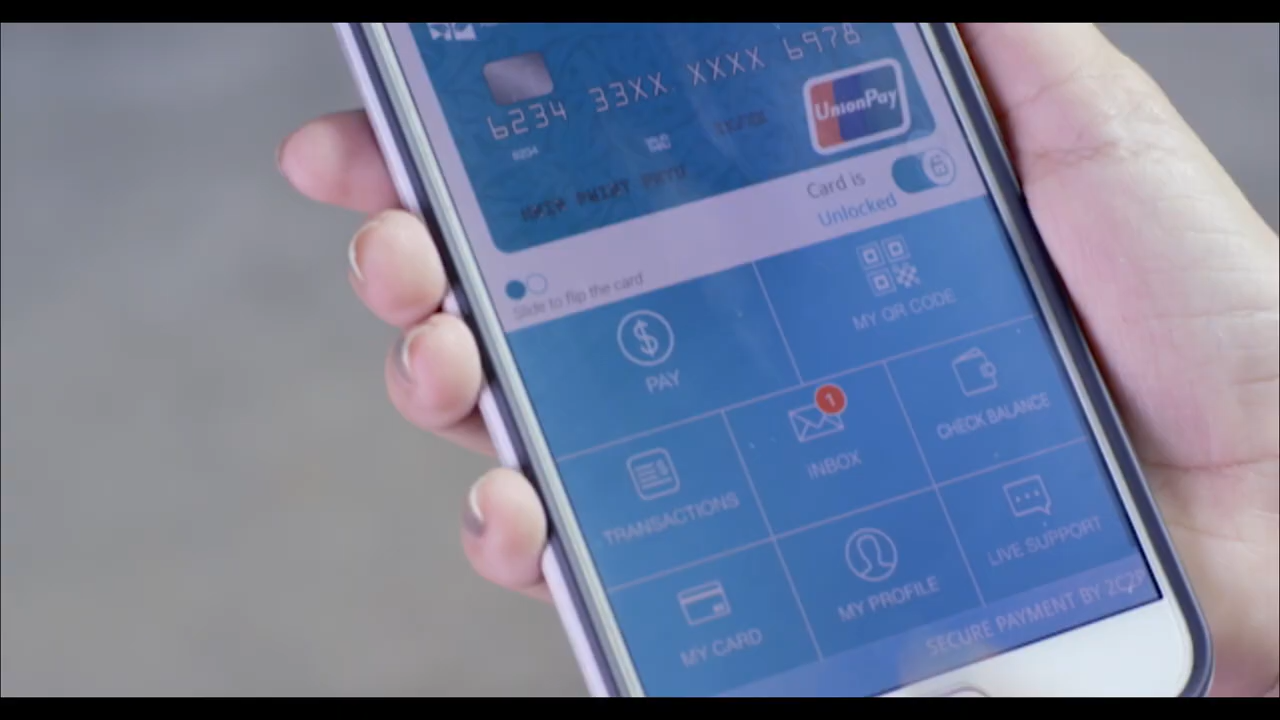 6234 33XX XXXX 6978
UnionPay
Card is
Unlocked
Slide to flip the card
PAY
MY QR CODE
TRANSACTIONS
1
INBOX
CHECK BALANCE
MY CARD
MY PROFILE
LIVE SUPPORT
SECURE PAYMENT BY 2C2P